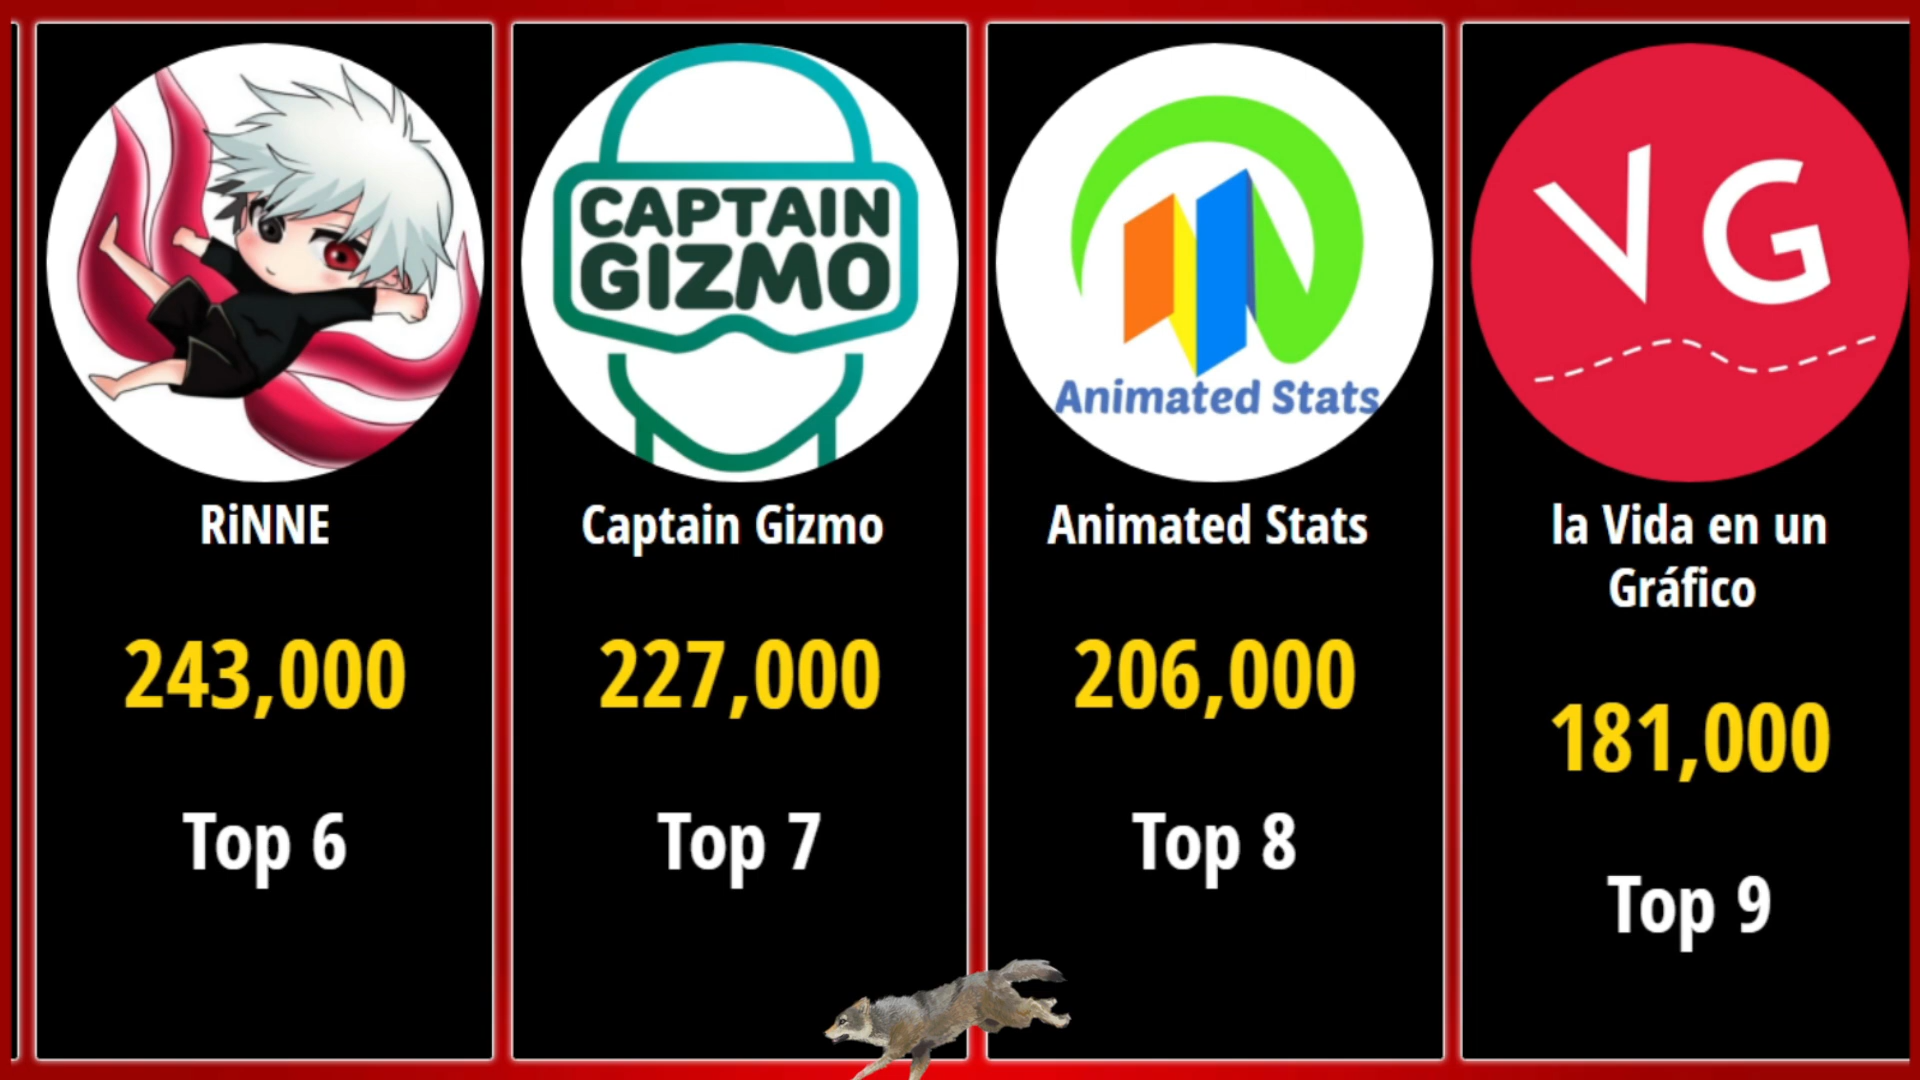 CAPTAIN
GIZMO
Animated Stats
VG
RiNNE
Captain Gizmo
Animated Stats
la Vida en un
Gráfico
243,000
227,000
206,000
181,000
Top 6
Top 7
Top 8
Top 9